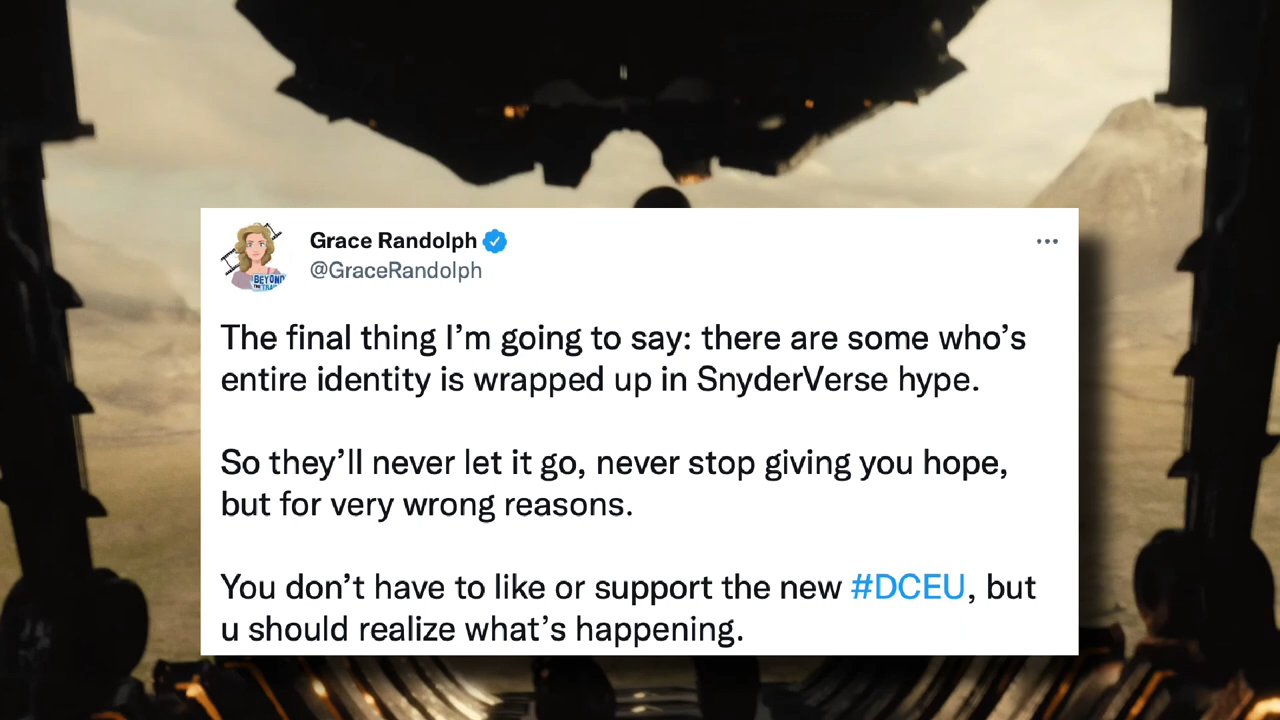 Grace Randolph
@GraceRandolph
BEYOND
The final thing I’m going to say: there are some who’s
entire identity is wrapped up in SnyderVerse hype.
So they’ll never let it go, never stop giving you hope,
but for very wrong reasons.
You don’t have to like or support the new #DCEU, but
u should realize what’s happening.